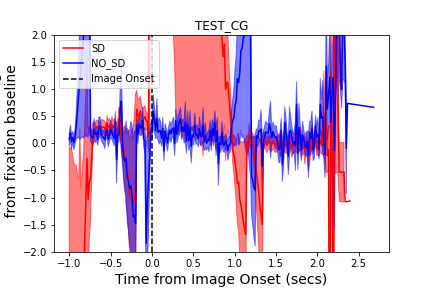 TEST_CG
SD
NO_SD
Image Onset
from fixation baseline
2.0
1.5
1.0
0.5
0.0
−0.5
−1.0
−1.5
−2.0
−1.0 −0.5 0.0 0.5 1.0 1.5 2.0 2.5
Time from Image Onset (secs)